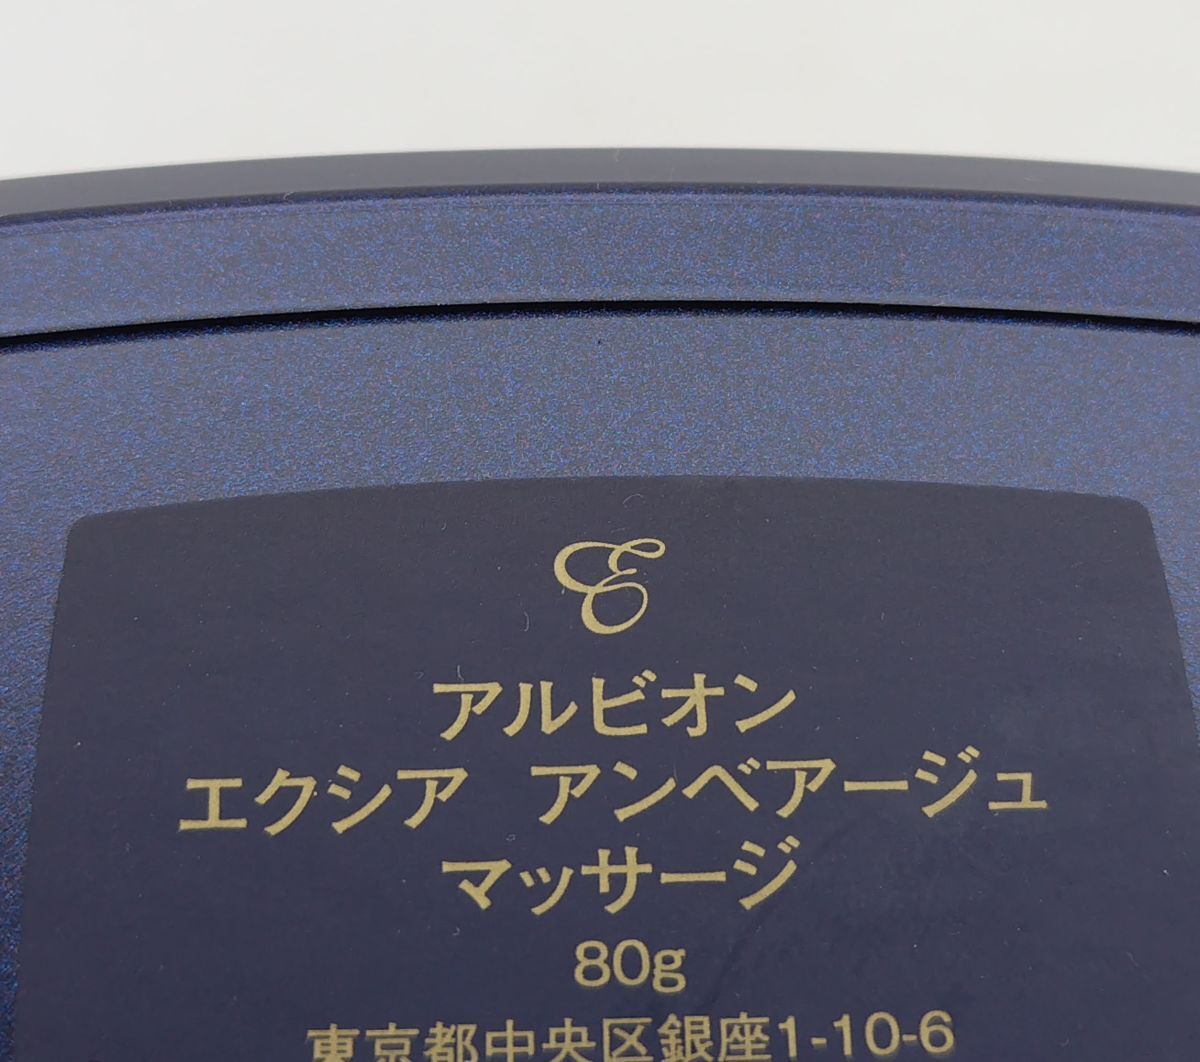 E
アルビオン
エクシア アンベアージュ
マッサージ
80g
東京都中央区銀座1-10-6